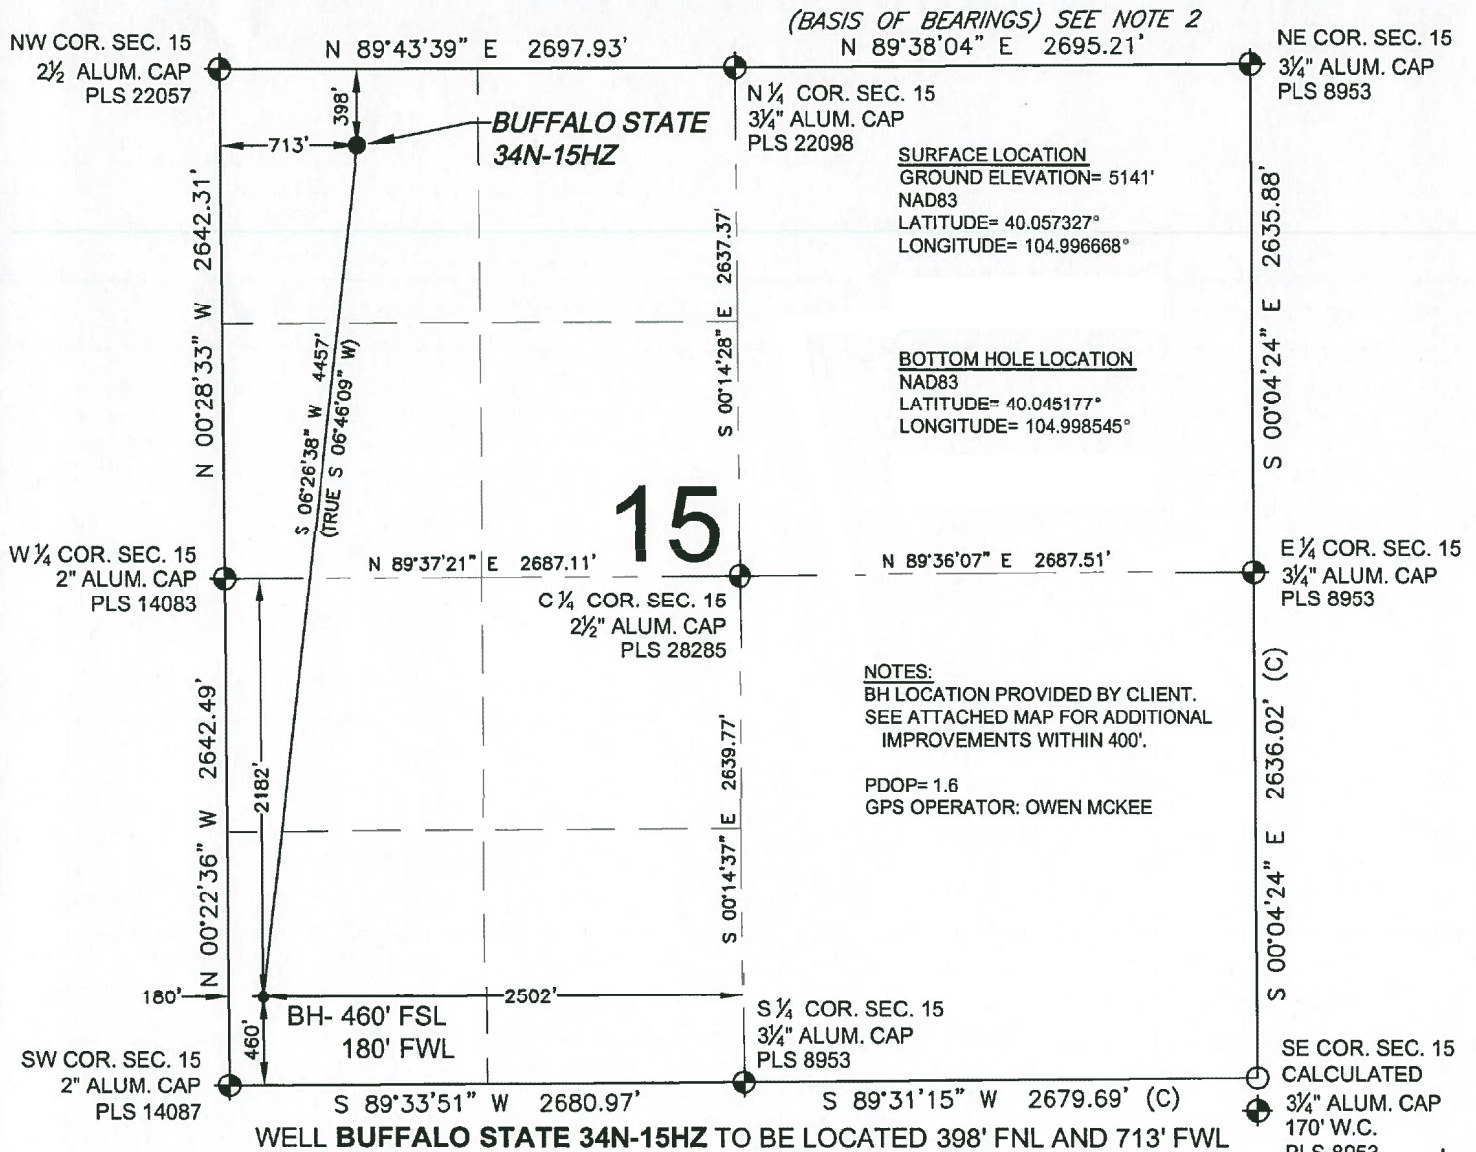 (BASIS OF BEARINGS) SEE NOTE 2
N 89°43'39" E 2697.93'
N 89°38'04" E 2695.21'
NW COR. SEC. 15
2½ ALUM. CAP
PLS 22057
NE COR. SEC. 15
3¼" ALUM. CAP
PLS 8953
N ¼ COR. SEC. 15
3¼" ALUM. CAP
PLS 22098
398'
713'
BUFFALO STATE
34N-15HZ
SURFACE LOCATION
GROUND ELEVATION= 5141'
NAD83
LATITUDE= 40.057327°
LONGITUDE= 104.996668°
N 00°28'33" W 2642.31'
S 00°14'28" E 2637.37'
S 00°04'24" E 2635.88'
S 06°26'38" W 4457'
(TRUE S 06°46'09" W)
BOTTOM HOLE LOCATION
NAD83
LATITUDE= 40.045177°
LONGITUDE= 104.998545°
15
W ¼ COR. SEC. 15
2" ALUM. CAP
PLS 14083
N 89°37'21" E 2687.11'
N 89°36'07" E 2687.51'
E ¼ COR. SEC. 15
3¼" ALUM. CAP
PLS 8953
C ¼ COR. SEC. 15
2½" ALUM. CAP
PLS 28285
NOTES:
BH LOCATION PROVIDED BY CLIENT.
SEE ATTACHED MAP FOR ADDITIONAL
IMPROVEMENTS WITHIN 400'.
PDOP= 1.6
GPS OPERATOR: OWEN MCKEE
N 00°22'36" W 2642.49'
2182'
S 00°14'37" E 2639.77'
S 00°04'24" E 2636.02' (C)
180'
2502'
BH- 460' FSL
180' FWL
460'
S ¼ COR. SEC. 15
3¼" ALUM. CAP
PLS 8953
SW COR. SEC. 15
2" ALUM. CAP
PLS 14087
SE COR. SEC. 15
CALCULATED
3¼" ALUM. CAP
170' W.C.
PLS 8953
S 89°33'51" W 2680.97'
S 89°31'15" W 2679.69' (C)
WELL BUFFALO STATE 34N-15HZ TO BE LOCATED 398' FNL AND 713' FWL